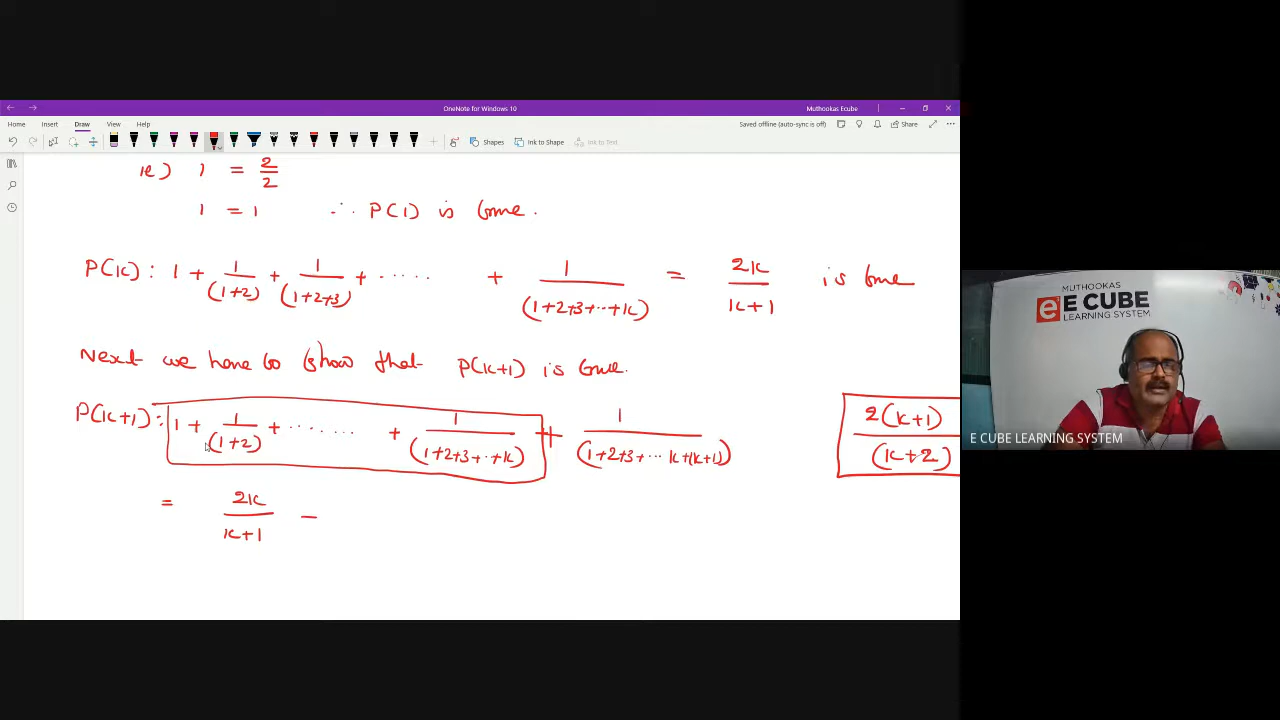 OneNote for Windows 10
Muthookas Ecube
Home Insert Draw View Help
Saved offline (auto-sync is off) Share
Shapes Ink to Shape Ink to Text
ie) 1 = 2/2
1 = 1 ∴ P(1) is true.
P(k): 1 + 1/(1+2) + 1/(1+2+3) + ..... + 1/(1+2+3+..+k) = 2k/k+1 is true
Next we have to show that P(k+1) is true.
P(k+1): 1 + 1/(1+2) + ....... + 1/(1+2+3+..+k) + 1/(1+2+3+...k+(k+1)) 2(k+1)/(k+2)
= 2k/k+1 –
MUTHOOKAS
e E CUBE
LEARNING SYSTEM
E CUBE LEARNING SYSTEM